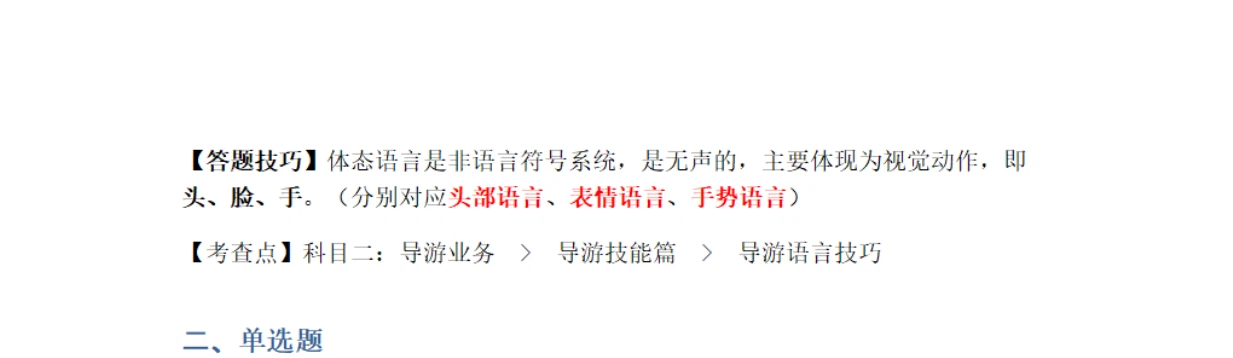 【答题技巧】体态语言是非语言符号系统，是无声的，主要体现为视觉动作，即
头、脸、手。（分别对应头部语言、表情语言、手势语言）
【考查点】科目二：导游业务 > 导游技能篇 > 导游语言技巧
二、单选题